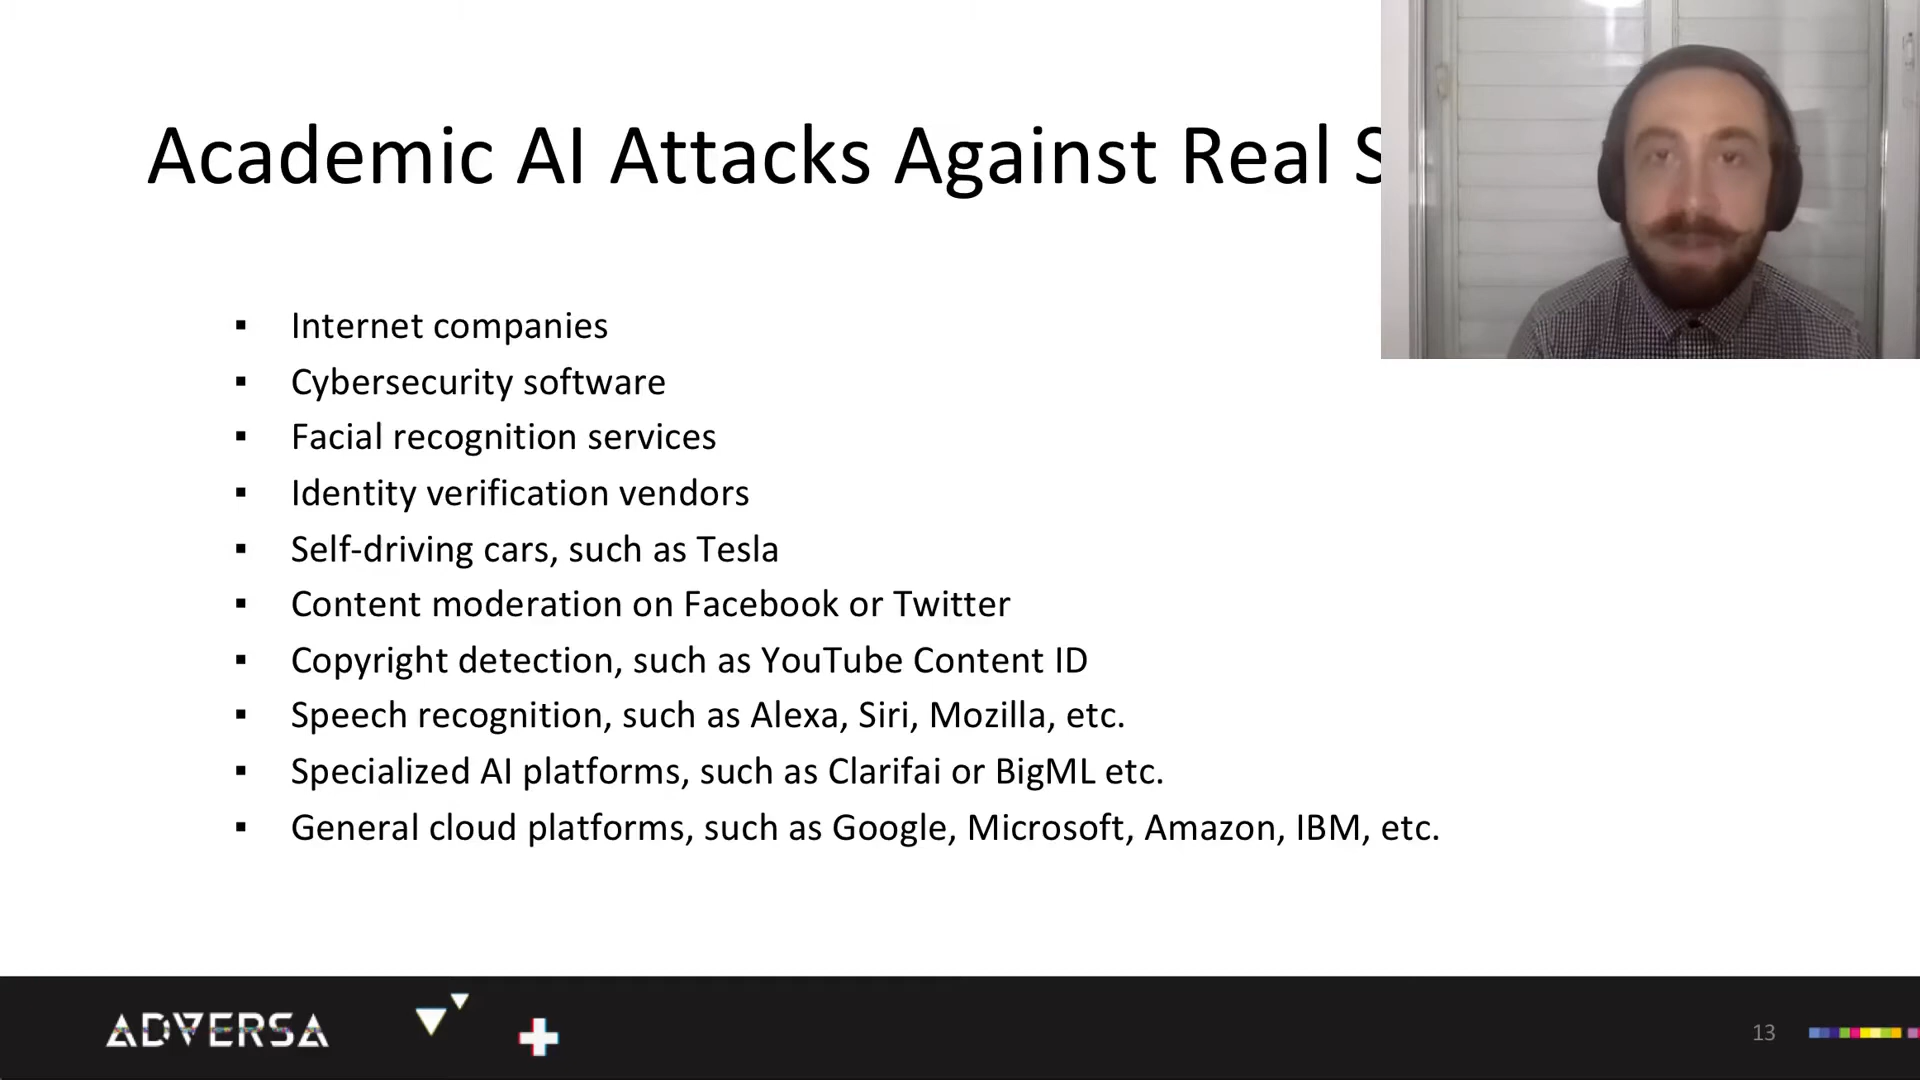 Academic AI Attacks Against Real S
▪ Internet companies
▪ Cybersecurity software
▪ Facial recognition services
▪ Identity verification vendors
▪ Self-driving cars, such as Tesla
▪ Content moderation on Facebook or Twitter
▪ Copyright detection, such as YouTube Content ID
▪ Speech recognition, such as Alexa, Siri, Mozilla, etc.
▪ Specialized AI platforms, such as Clarifai or BigML etc.
▪ General cloud platforms, such as Google, Microsoft, Amazon, IBM, etc.
ADVERSA
13